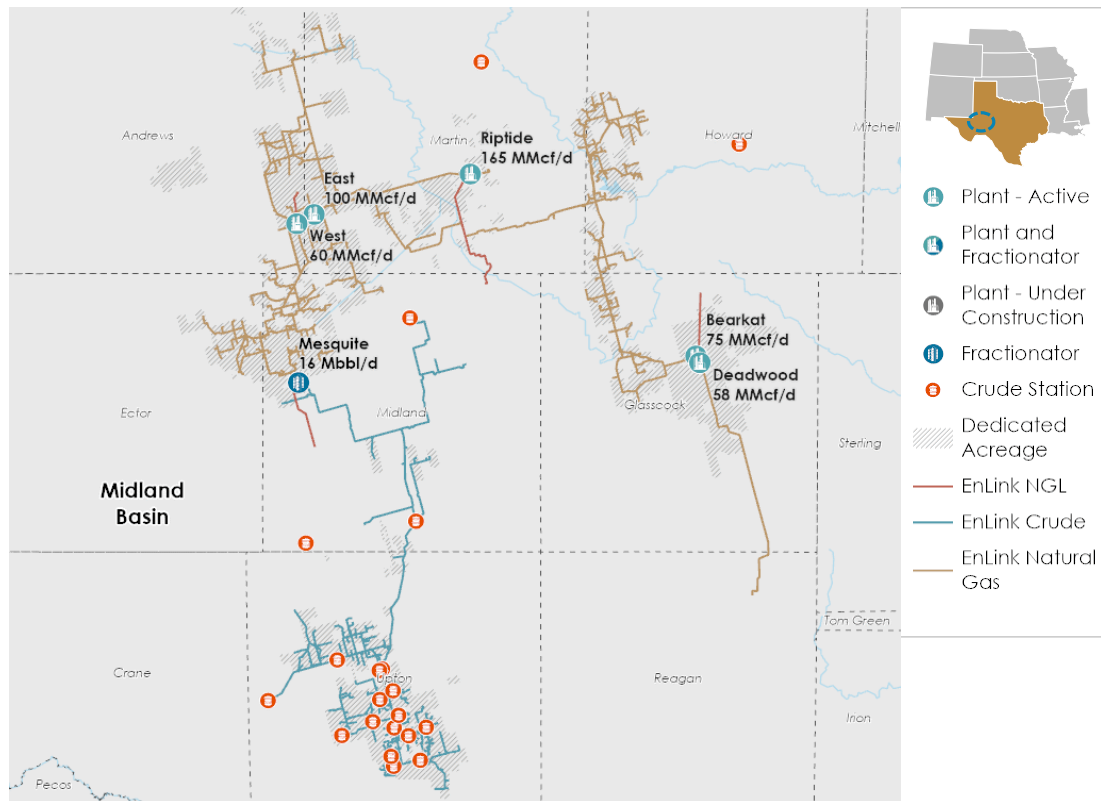 Andrews
Martin
Riptide
165 MMcf/d
Howard
Mitchell
East
100 MMcf/d
West
60 MMcf/d
Mesquite
16 Mbbl/d
Bearkat
75 MMcf/d
Deadwood
58 MMcf/d
Ector
Midland
Glasscock
Sterling
Midland
Basin
Tom Green
Crane
Upton
Reagan
Irion
Pecos
Plant - Active
Plant and
Fractionator
Plant - Under
Construction
Fractionator
Crude Station
Dedicated
Acreage
EnLink NGL
EnLink Crude
EnLink Natural
Gas